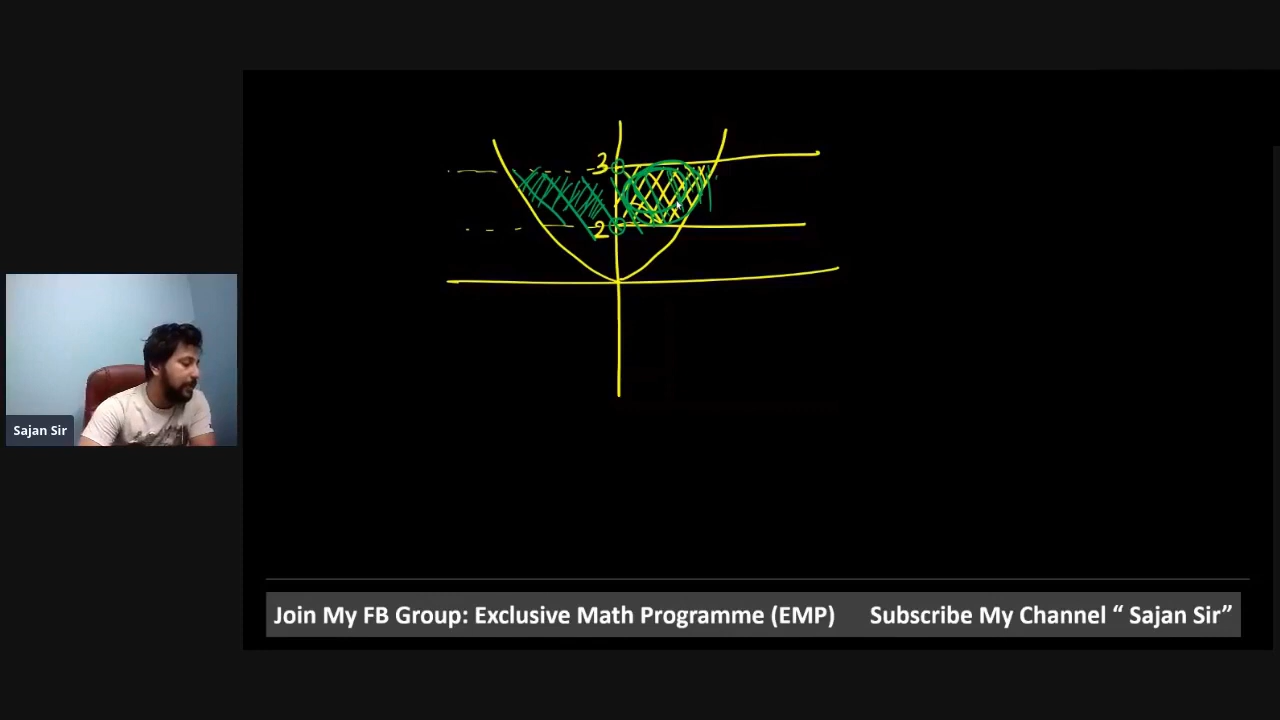 3
2
Sajan Sir
Join My FB Group: Exclusive Math Programme (EMP) Subscribe My Channel “ Sajan Sir”